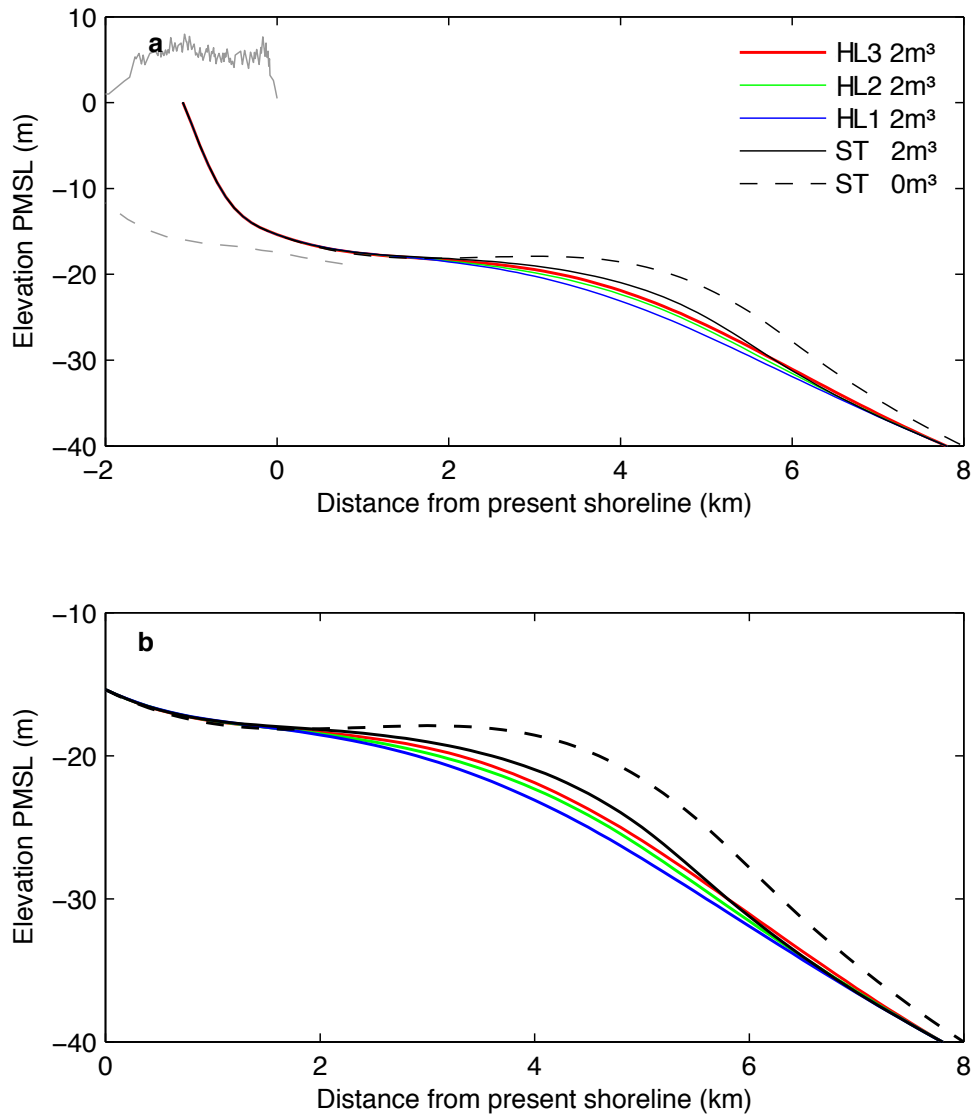 a
10
0
−10
−20
−30
−40
Elevation PMSL (m)
HL3 2m³
HL2 2m³
HL1 2m³
ST 2m³
ST 0m³
−2 0 2 4 6 8
Distance from present shoreline (km)
b
−10
−20
−30
−40
Elevation PMSL (m)
0 2 4 6 8
Distance from present shoreline (km)